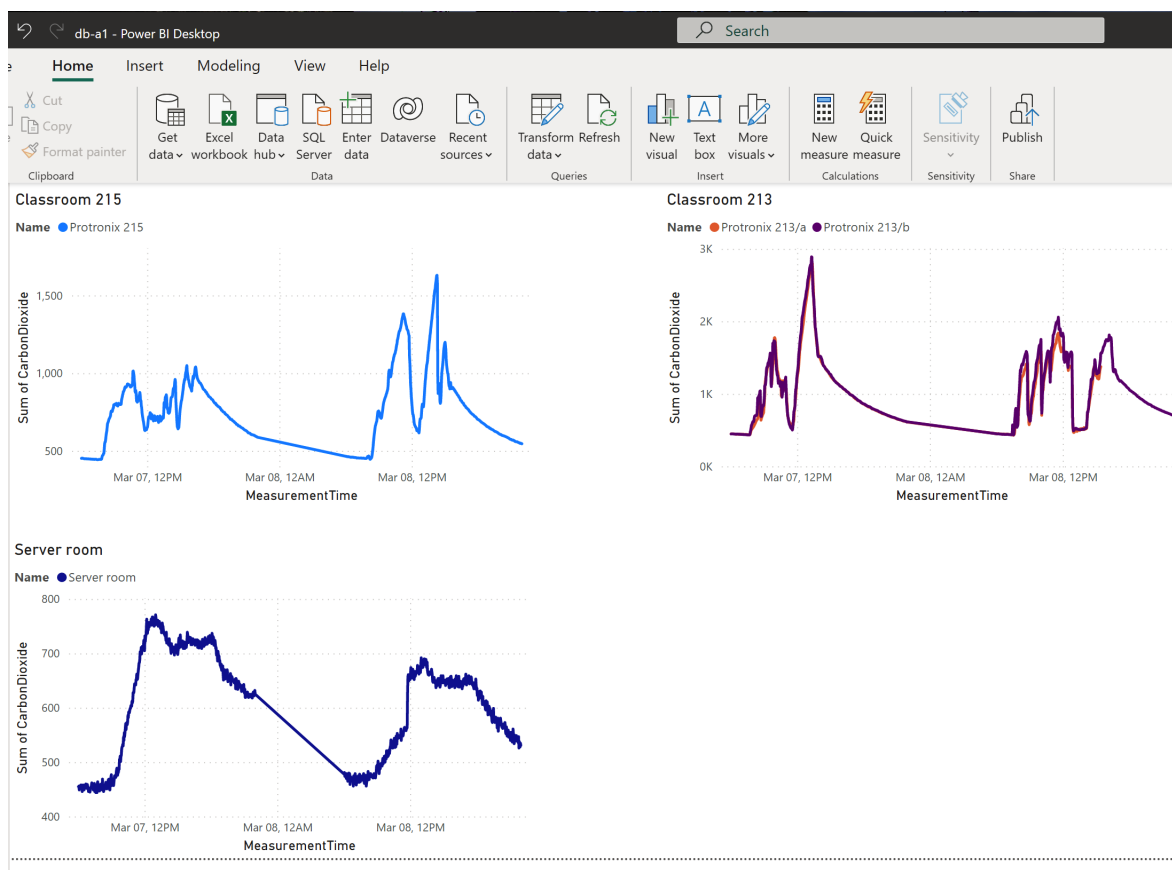 db-a1 - Power BI Desktop
Search
Home Insert Modeling View Help
Cut
Copy
Format painter
Clipboard
Get data
Excel workbook
Data hub
SQL Server
Enter data
Dataverse
Recent sources
Data
Transform data
Refresh
Queries
New visual
Text box
More visuals
Insert
New measure
Quick measure
Calculations
Sensitivity
Sensitivity
Publish
Share
Classroom 215
Name Protronix 215
1,500
1,000
500
Sum of CarbonDioxide
Mar 07, 12PM Mar 08, 12AM Mar 08, 12PM
MeasurementTime
Classroom 213
Name Protronix 213/a Protronix 213/b
3K
2K
1K
0K
Sum of CarbonDioxide
Mar 07, 12PM Mar 08, 12AM Mar 08, 12PM
MeasurementTime
Server room
Name Server room
800
700
600
500
400
Sum of CarbonDioxide
Mar 07, 12PM Mar 08, 12AM Mar 08, 12PM
MeasurementTime